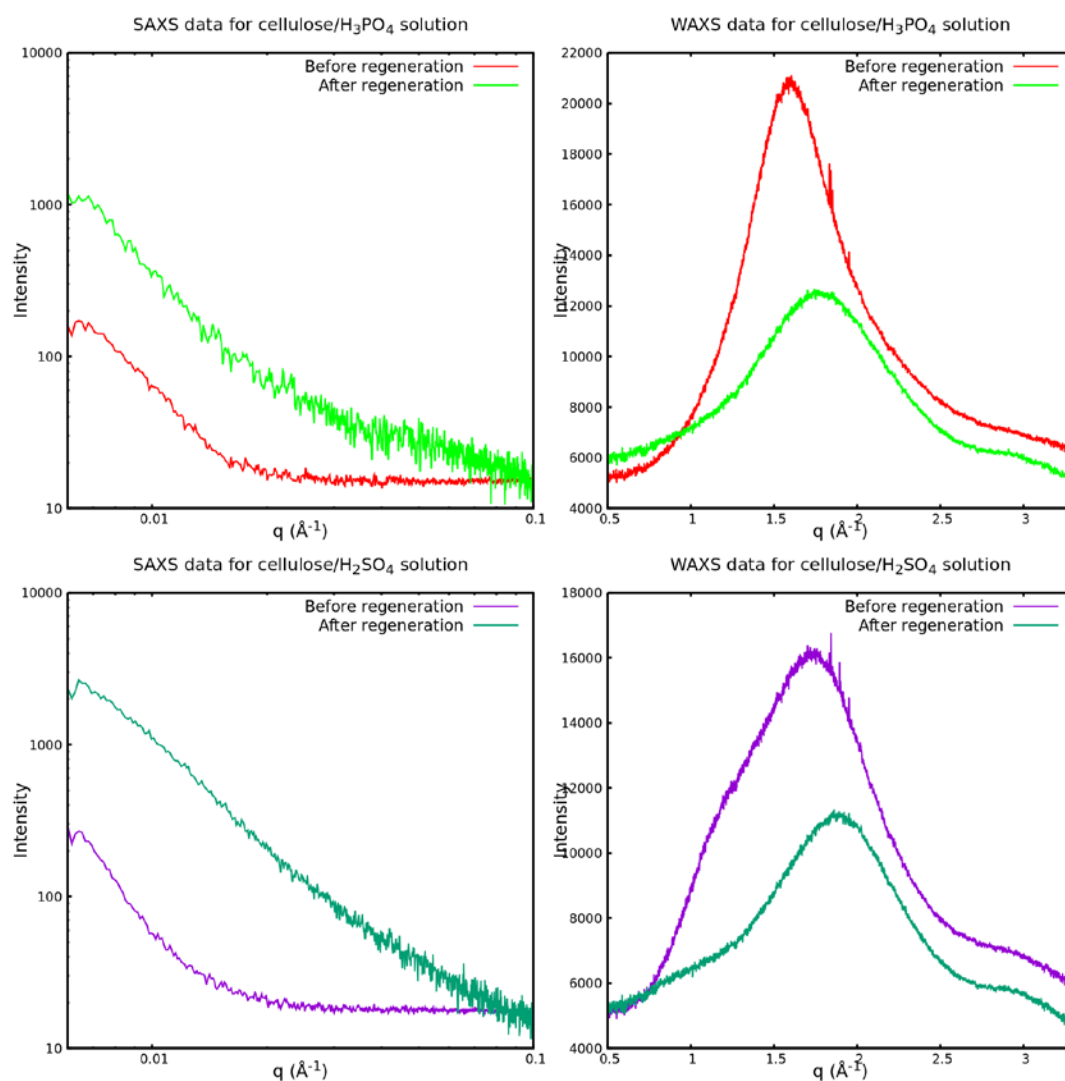 SAXS data for cellulose/H₃PO₄ solution
10000
1000
100
10
Intensity
Before regeneration
After regeneration
0.01
0.1
q (Å⁻¹)
WAXS data for cellulose/H₃PO₄ solution
22000
20000
18000
16000
14000
12000
10000
8000
6000
4000
Intensity
Before regeneration
After regeneration
0.5
1
1.5
2
2.5
3
q (Å⁻¹)
SAXS data for cellulose/H₂SO₄ solution
10000
1000
100
10
Intensity
Before regeneration
After regeneration
0.01
0.1
q (Å⁻¹)
WAXS data for cellulose/H₂SO₄ solution
18000
16000
14000
12000
10000
8000
6000
4000
Intensity
Before regeneration
After regeneration
0.5
1
1.5
2
2.5
3
q (Å⁻¹)